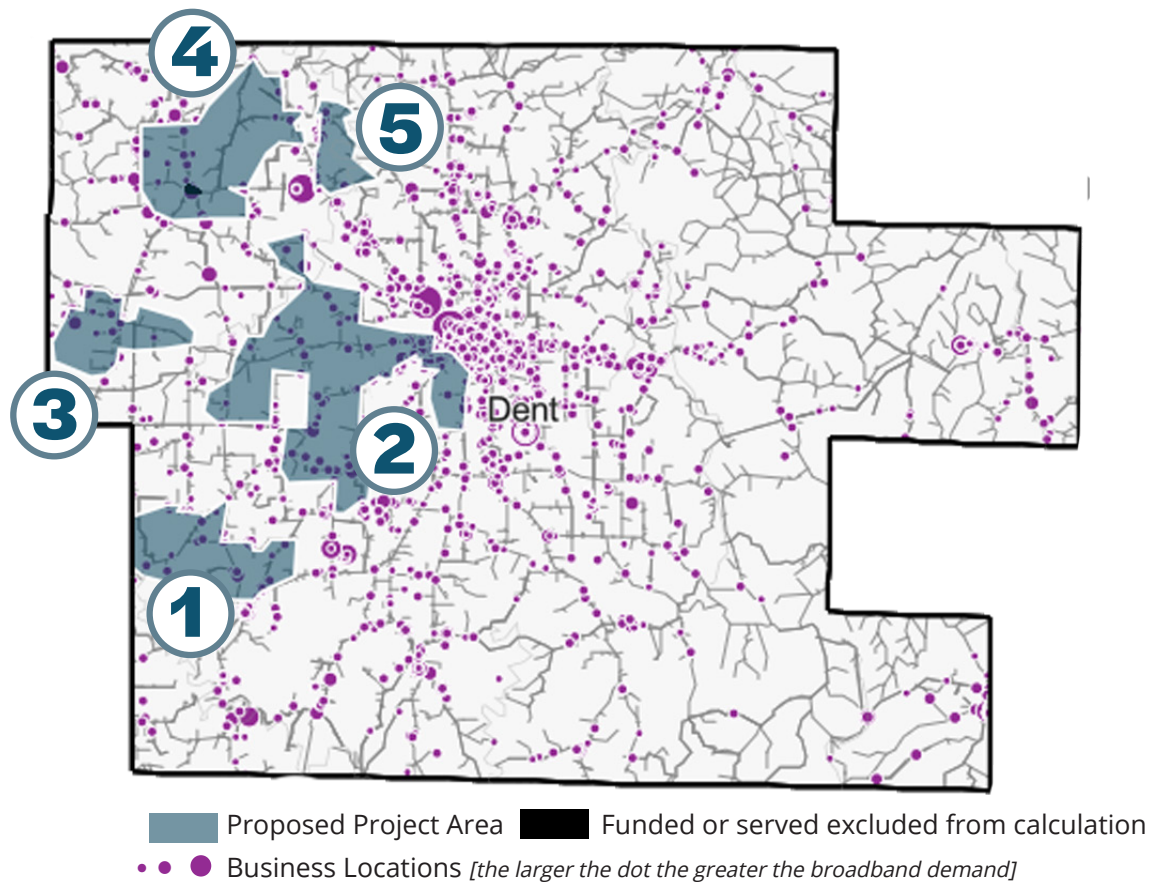 4
5
3
Dent
2
1
Proposed Project Area Funded or served excluded from calculation
Business Locations [the larger the dot the greater the broadband demand]